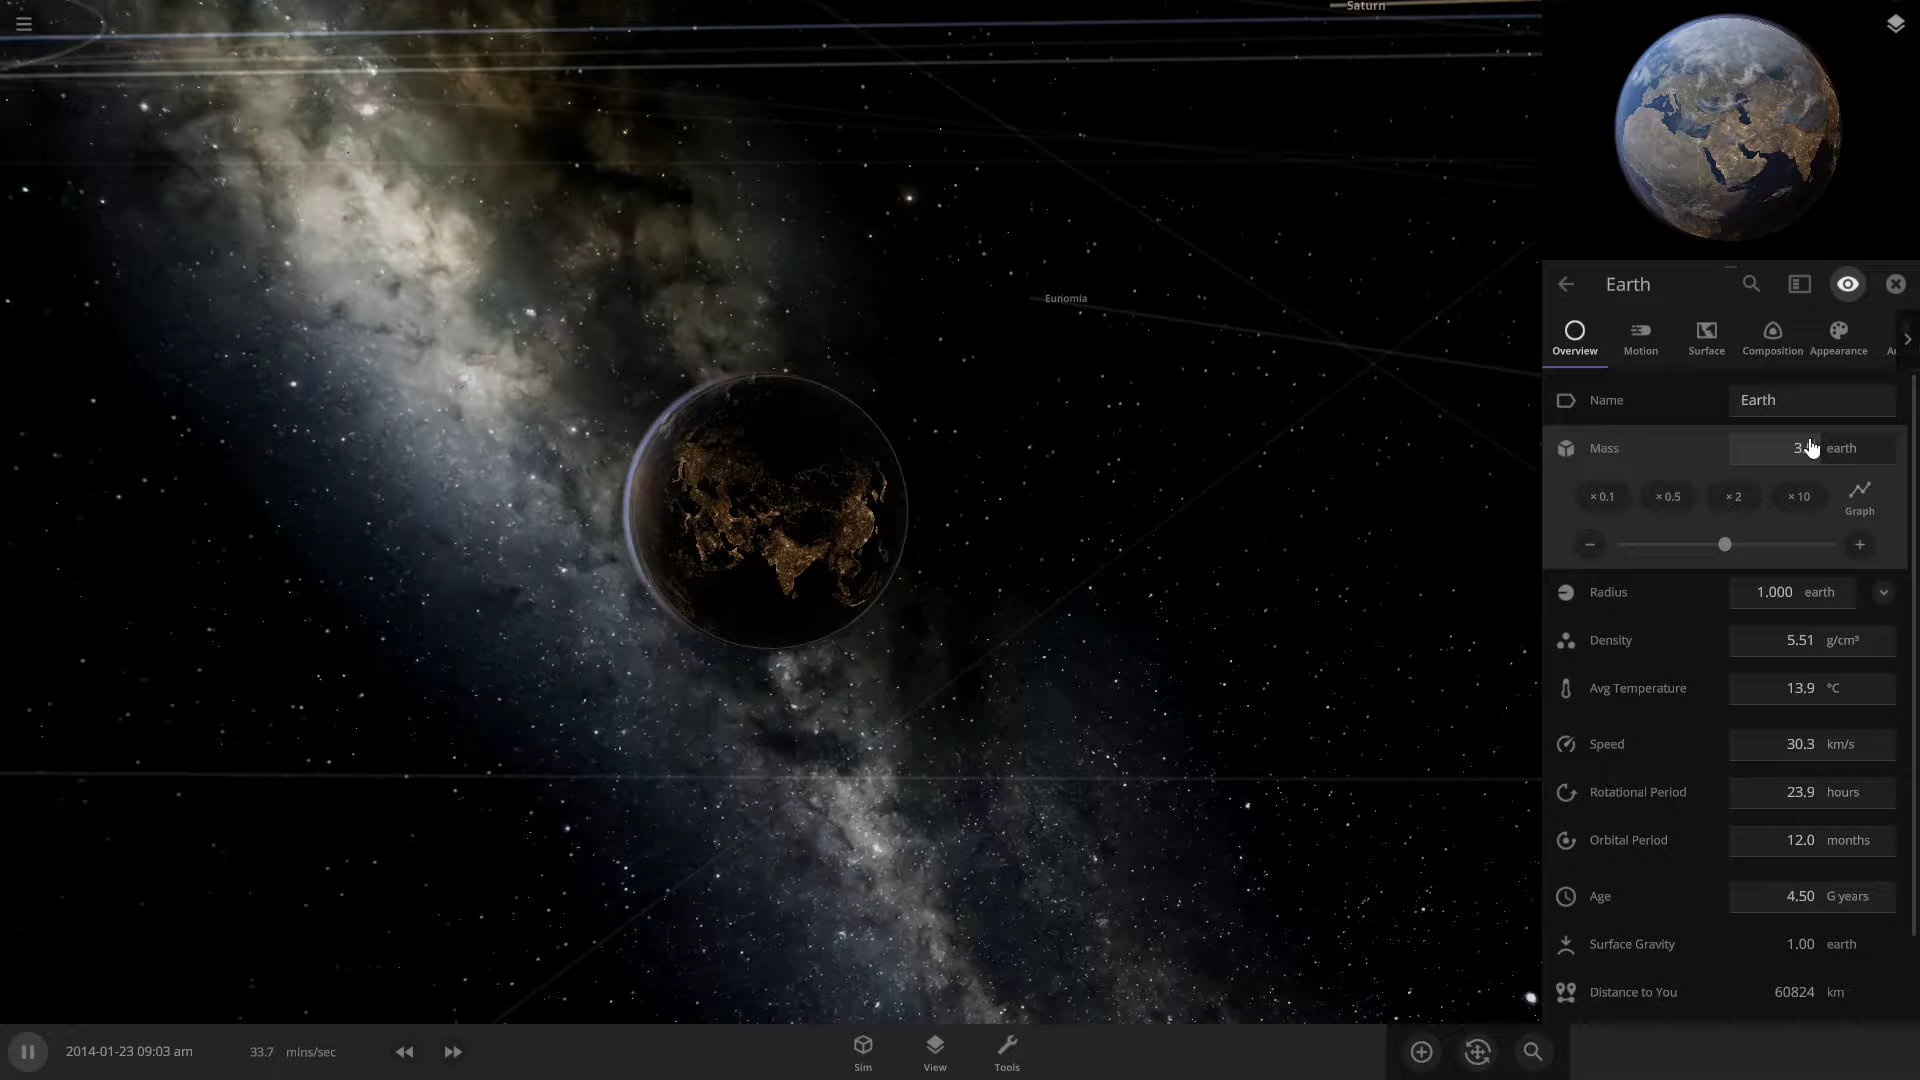 Saturn
Eunomia
Earth
Overview
Motion
Surface
Composition
Appearance
Name
Earth
Mass
3. earth
× 0.1
× 0.5
× 2
× 10
Graph
Radius
1.000 earth
Density
5.51 g/cm³
Avg Temperature
13.9 °C
Speed
30.3 km/s
Rotational Period
23.9 hours
Orbital Period
12.0 months
Age
4.50 G years
Surface Gravity
1.00 earth
Distance to You
60824 km
2014-01-23 09:03 am
33.7 mins/sec
Sim
View
Tools